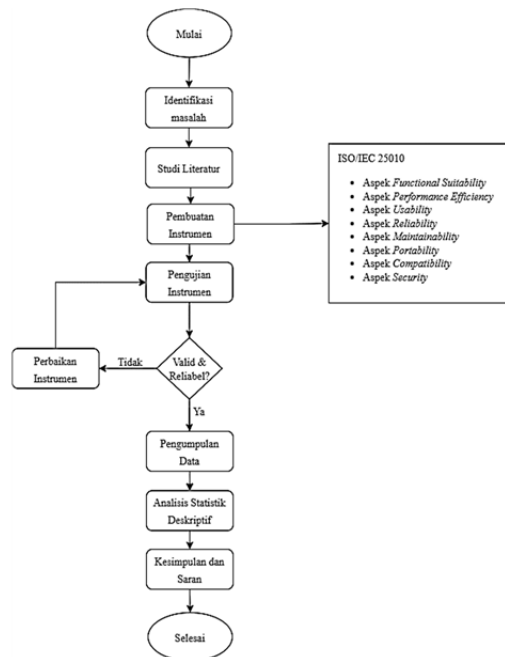 Mulai
Identifikasi
masalah
Studi Literatur
Pembuatan
Instrumen
ISO/IEC 25010
• Aspek Functional Suitability
• Aspek Performance Efficiency
• Aspek Usability
• Aspek Reliability
• Aspek Maintainability
• Aspek Portability
• Aspek Compatibility
• Aspek Security
Pengujian
Instrumen
Valid &
Reliabel?
Tidak
Perbaikan
Instrumen
Ya
Pengumpulan
Data
Analisis Statistik
Deskriptif
Kesimpulan dan
Saran
Selesai